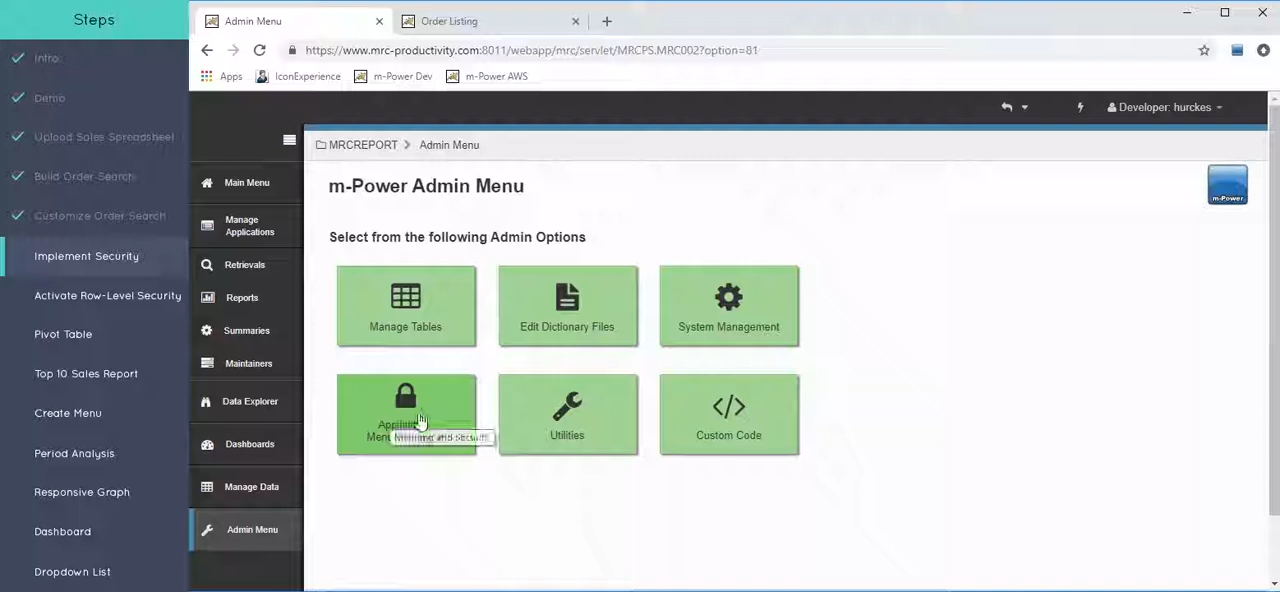 Steps
Intro
Demo
Upload Sales Spreadsheet
Build Order Search
Customize Order Search
Implement Security
Activate Row-Level Security
Pivot Table
Top 10 Sales Report
Create Menu
Period Analysis
Responsive Graph
Dashboard
Dropdown List
Admin Menu
Order Listing
https://www.mrc-productivity.com:8011/webapp/mrc/servlet/MRCPS.MRC002?option=81
Apps
IconExperience
m-Power Dev
m-Power AWS
Developer: hurckes
MRCREPORT
Admin Menu
Main Menu
Manage
Applications
Retrievals
Reports
Summaries
Maintainers
Data Explorer
Dashboards
Manage Data
Admin Menu
m-Power Admin Menu
m-Power
Select from the following Admin Options
Manage Tables
Edit Dictionary Files
System Management
Utilities
Custom Code